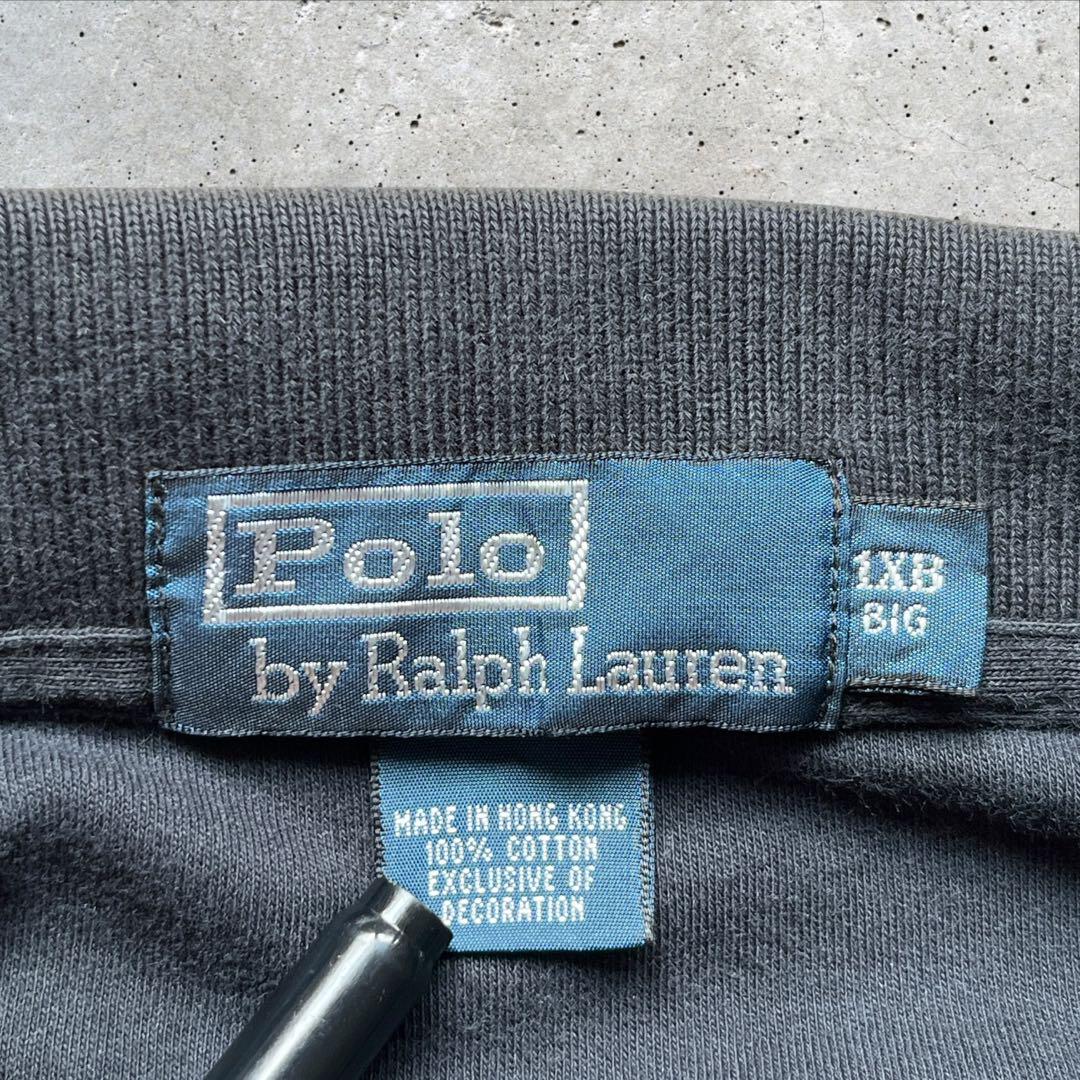 Polo
by Ralph Lauren
1XB
BIG
MADE IN HONG KONG
100% COTTON
EXCLUSIVE OF
DECORATION